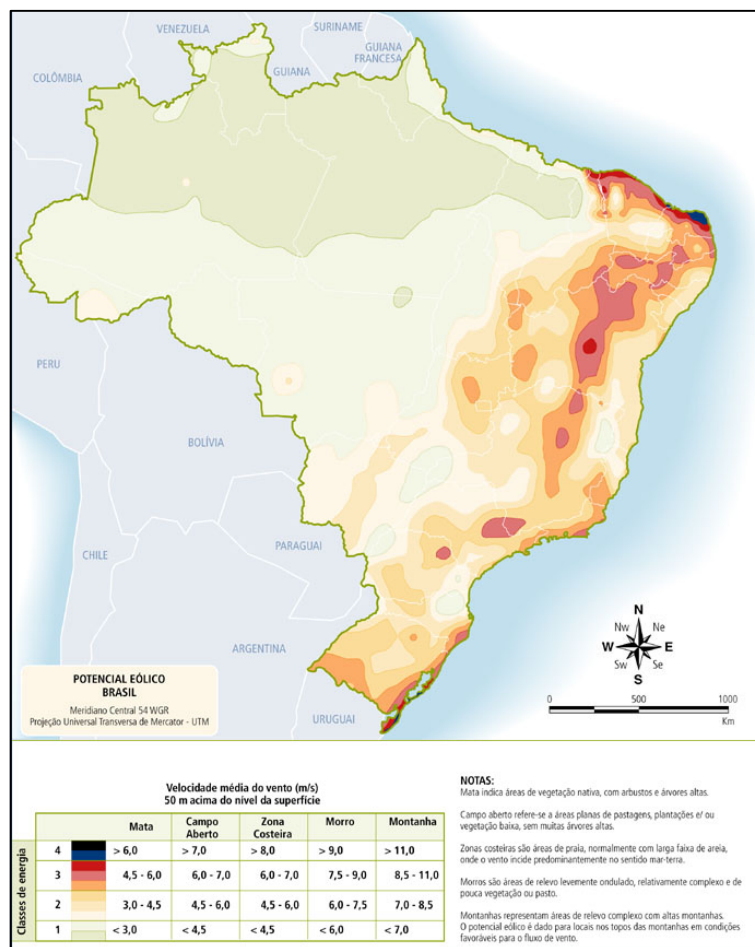 VENEZUELA
SURINAME
GUIANA
FRANCESA
COLÔMBIA
GUIANA
PERU
BOLÍVIA
CHILE
PARAGUAI
ARGENTINA
URUGUAI
N
Nw
Ne
W
E
Sw
Se
S
0 500 1000
Km
POTENCIAL EÓLICO
BRASIL
Meridiano Central 54 WGR
Projeção Universal Transversa de Mercator - UTM
Velocidade média do vento (m/s)
50 m acima do nível da superfície
Classes de energia
Mata Campo Aberto Zona Costeira Morro Montanha
4 > 6,0 > 7,0 > 8,0 > 9,0 > 11,0
3 4,5 - 6,0 6,0 - 7,0 6,0 - 7,0 7,5 - 9,0 8,5 - 11,0
2 3,0 - 4,5 4,5 - 6,0 4,5 - 6,0 6,0 - 7,5 7,0 - 8,5
1 < 3,0 < 4,5 < 4,5 < 6,0 < 7,0
NOTAS:
Mata indica áreas de vegetação nativa, com arbustos e árvores altas.
Campo aberto refere-se a áreas planas de pastagens, plantações e/ ou
vegetação baixa, sem muitas árvores altas.
Zonas costeiras são áreas de praia, normalmente com larga faixa de areia,
onde o vento incide predominantemente no sentido mar-terra.
Morros são áreas de relevo levemente ondulado, relativamente complexo e de
pouca vegetação ou pasto.
Montanhas representam áreas de relevo complexo com altas montanhas.
O potencial eólico é dado para locais nos topos das montanhas em condições
favoráveis para o fluxo de vento.